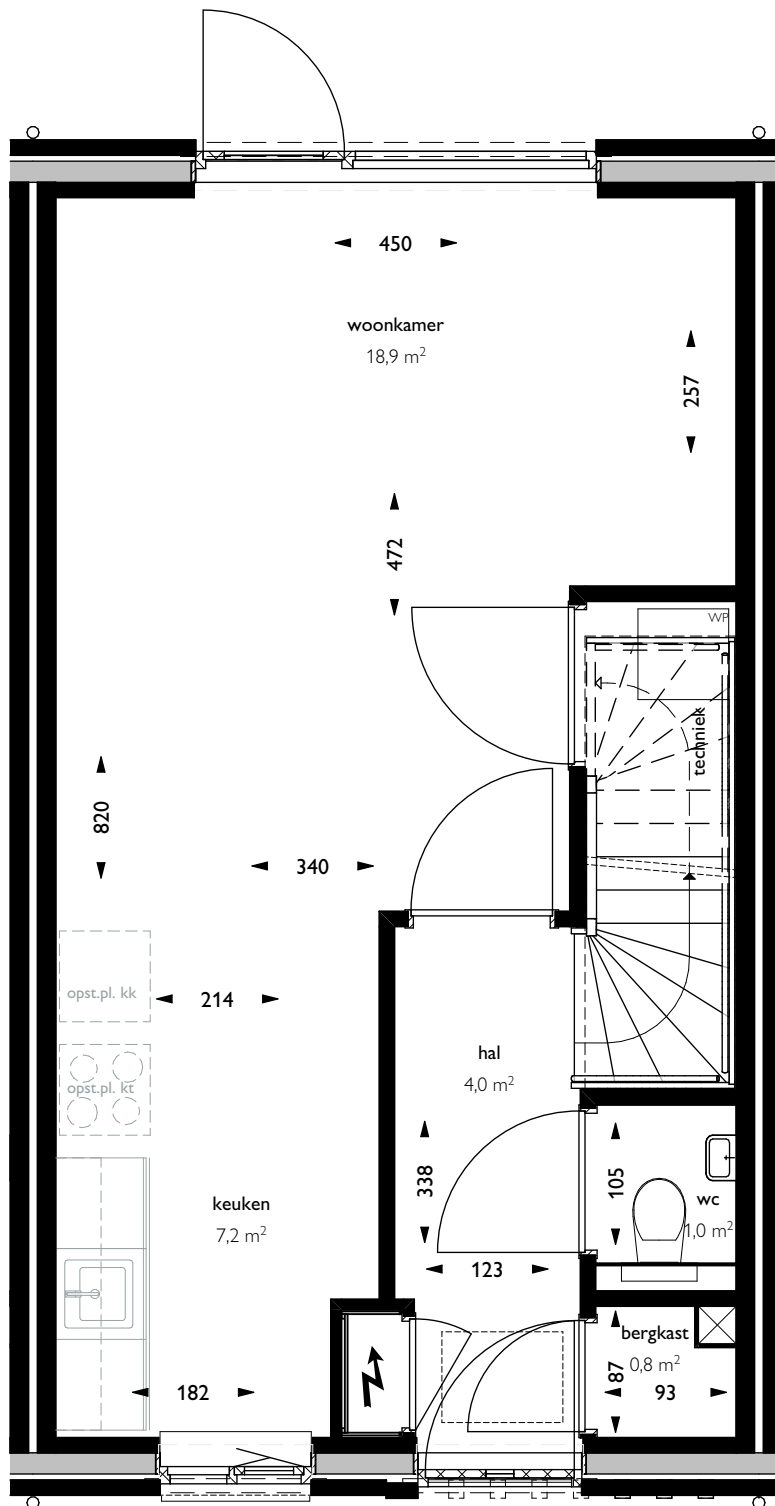 450
woonkamer
18,9 m²
257
472
WP
techniek
820
340
opst.pl. kk
214
hal
4,0 m²
opst.pl. kt
338
105
keuken
7,2 m²
wc
1,0 m²
123
bergkast
0,8 m²
87
93
182